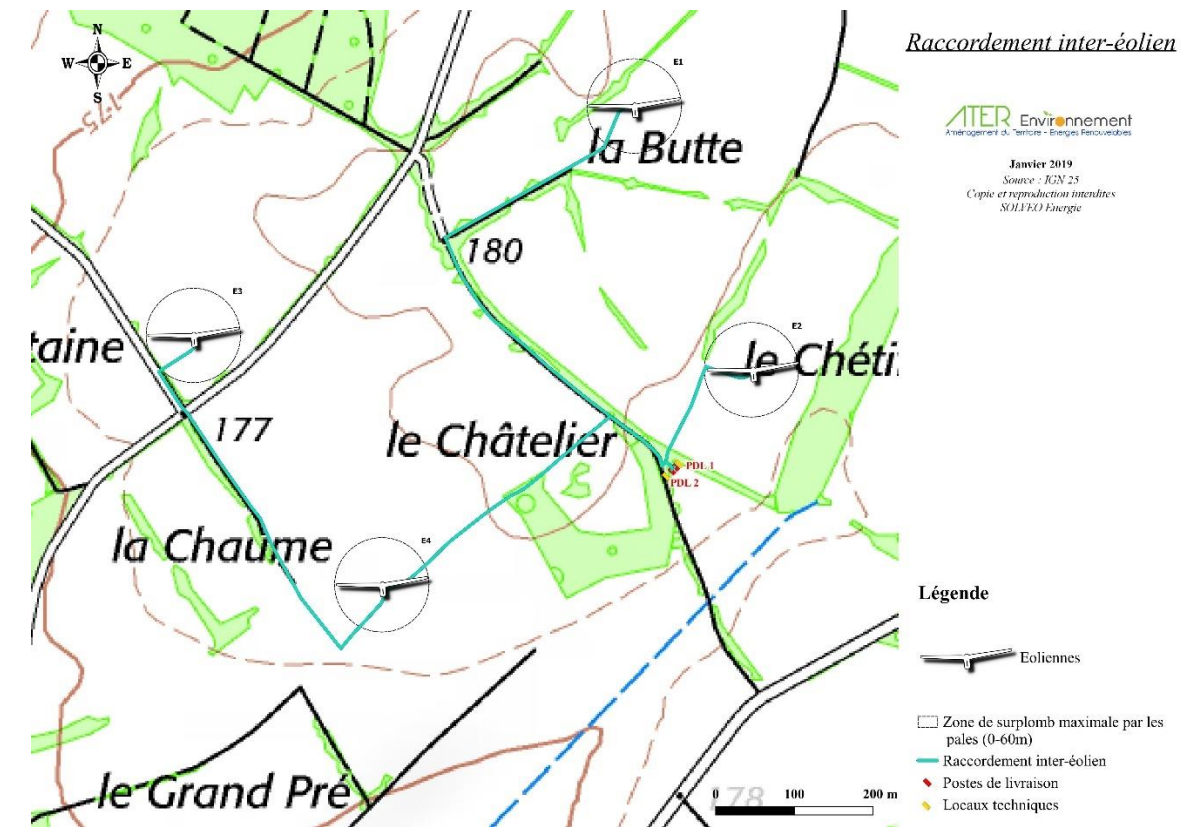 Raccordement inter-éolien
ATER Environnement
Aménagement du Territoire - Energies Renouvelables
Janvier 2019
Source : IGN 25
Copie et reproduction interdites
SOLVEO Energie
N
W E
S
175
E1
la Butte
180
E3
taine
E2
le Chéti
177
le Châtelier
PDL 1
PDL 2
la Chaume
E4
le Grand Pré
178
0 100 200 m
Légende
Eoliennes
Zone de surplomb maximale par les
pales (0-60m)
Raccordement inter-éolien
Postes de livraison
Locaux techniques